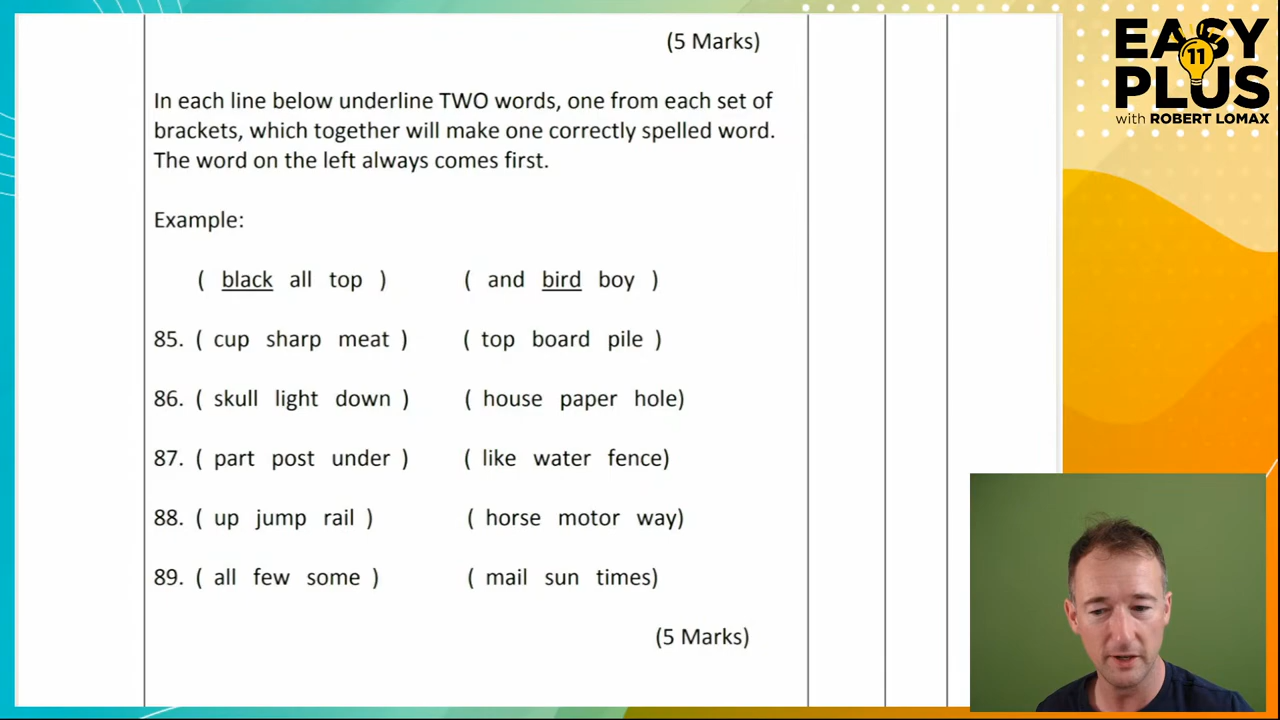 (5 Marks)
In each line below underline TWO words, one from each set of
brackets, which together will make one correctly spelled word.
The word on the left always comes first.
Example:
( black all top ) ( and bird boy )
85. ( cup sharp meat ) ( top board pile )
86. ( skull light down ) ( house paper hole)
87. ( part post under ) ( like water fence)
88. ( up jump rail ) ( horse motor way)
89. ( all few some ) ( mail sun times)
(5 Marks)
EASY
11
PLUS
with ROBERT LOMAX